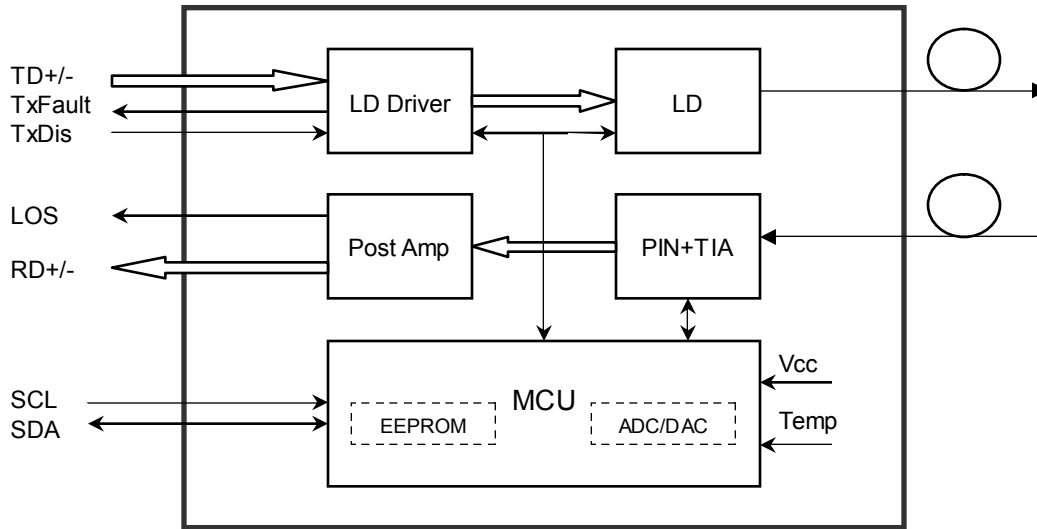 TD+/-
TxFault
TxDis
LD Driver
LD
LOS
RD+/-
Post Amp
PIN+TIA
SCL
SDA
MCU
EEPROM
ADC/DAC
Vcc
Temp